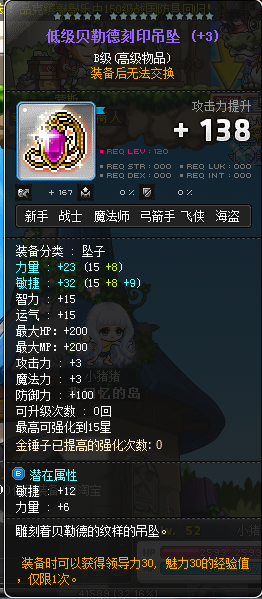 低级贝勒德刻印吊坠 (+3)
B级(高级物品)
装备后无法交换
攻击力提升
+ 138
REQ LEV : 120
REQ STR : 000 REQ LUK : 000
REQ DEX : 000 REQ INT : 000
+ 167 0% 0%
新手 战士 魔法师 弓箭手 飞侠 海盗
装备分类 : 坠子
力量 : +23 (15 +8)
敏捷 : +32 (15 +8 +9)
智力 : +15
运气 : +15
最大HP: +200
最大MP: +200
攻击力 : +3
魔法力 : +3
防御力 : +100
可升级次数 : 0回
最高可强化到15星
金锤子已提高的强化次数: 0
B 潜在属性
敏捷 : +12
力量 : +6
雕刻着贝勒德的纹样的吊坠。
装备时可以获得领导力30, 魅力30的经验值
, 仅限1次。